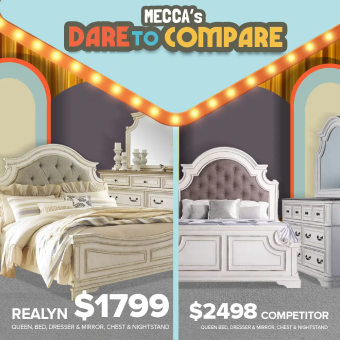 MECCA's
DARE TO COMPARE
REALYN $1799
QUEEN, BED, DRESSER & MIRROR, CHEST & NIGHTSTAND
$2498 COMPETITOR
QUEEN BED, DRESSER & MIRROR, CHEST & NIGHTSTAND